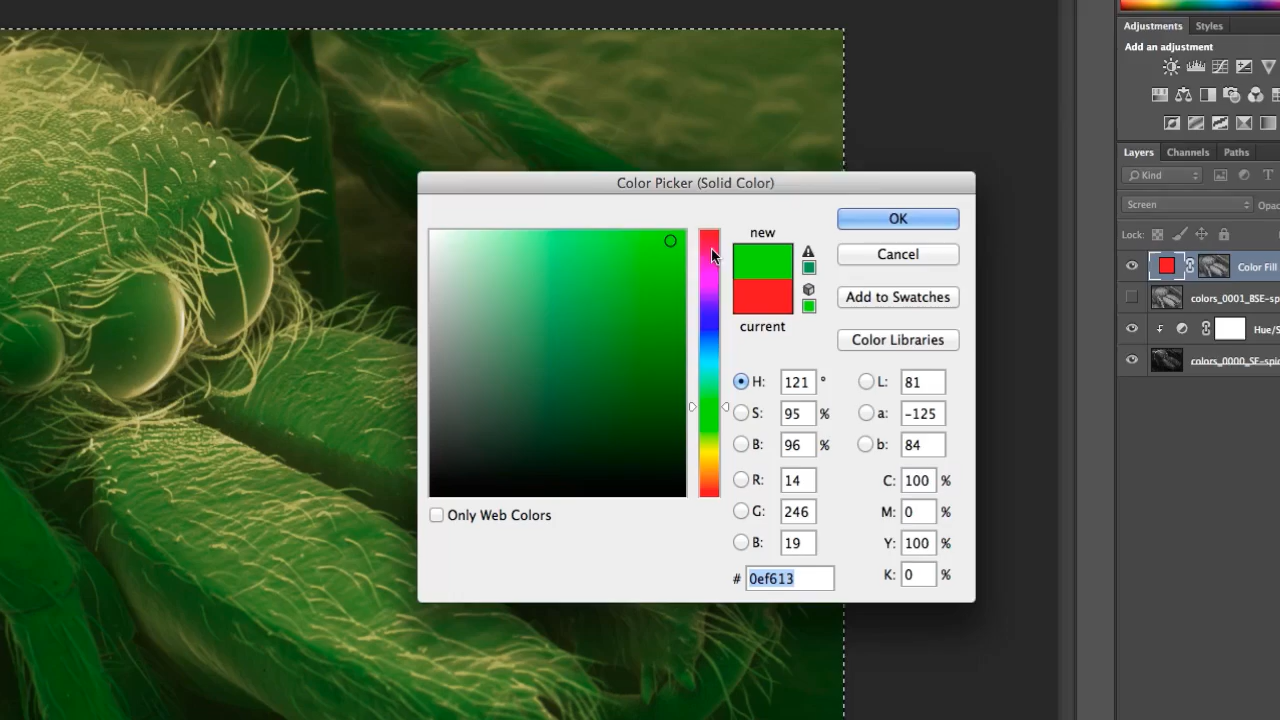 Adjustments Styles
Add an adjustment
Layers Channels Paths
Kind
Screen Opac
Lock:
Color Fill
colors_0001_BSE-spi
Hue/S
colors_0000_SE-spic
Color Picker (Solid Color)
new
current
OK
Cancel
Add to Swatches
Color Libraries
H: 121 ° L: 81
S: 95 % a: -125
B: 96 % b: 84
R: 14 C: 100 %
G: 246 M: 0 %
B: 19 Y: 100 %
# 0ef613 K: 0 %
Only Web Colors